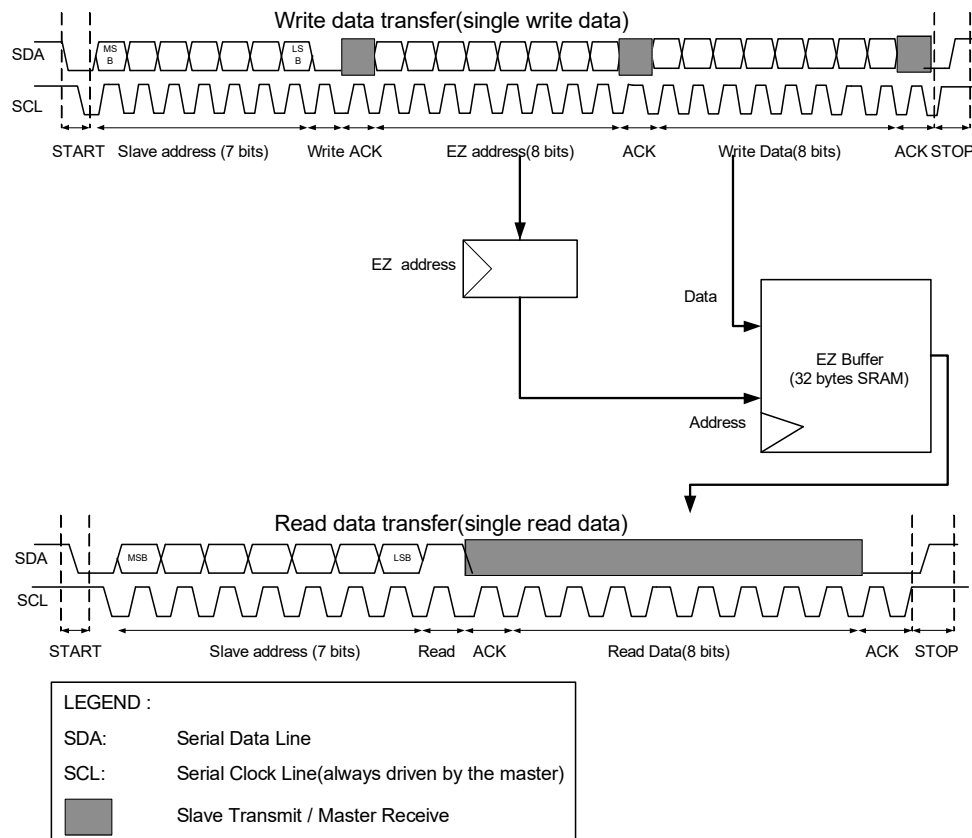 Write data transfer(single write data)
SDA
MS
B
LS
B
SCL
START Slave address (7 bits) Write ACK EZ address(8 bits) ACK Write Data(8 bits) ACK STOP
EZ address
Data
EZ Buffer
(32 bytes SRAM)
Address
Read data transfer(single read data)
SDA
MSB LSB
SCL
START Slave address (7 bits) Read ACK Read Data(8 bits) ACK STOP
LEGEND :
SDA: Serial Data Line
SCL: Serial Clock Line(always driven by the master)
Slave Transmit / Master Receive